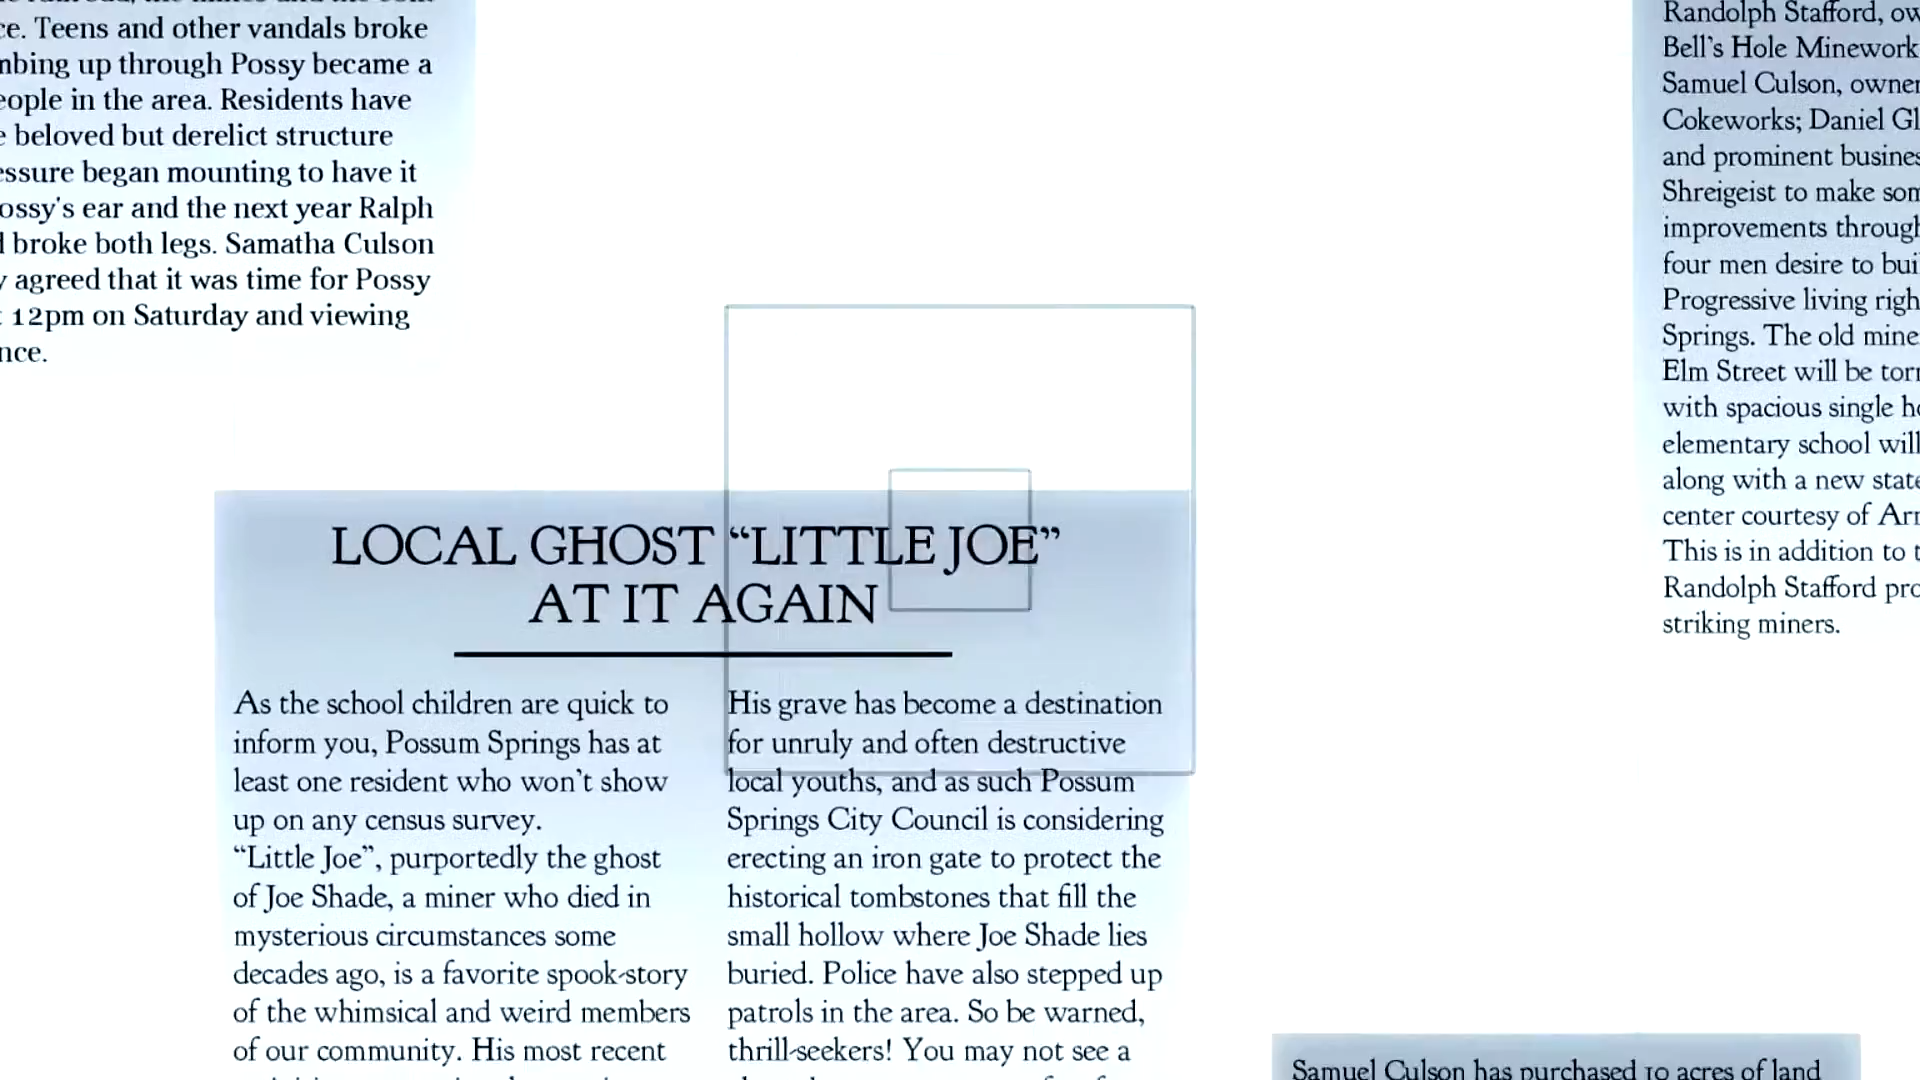 ce. Teens and other vandals broke
mbing up through Possy became a
eople in the area. Residents have
e beloved but derelict structure
essure began mounting to have it
ossy's ear and the next year Ralph
d broke both legs. Samatha Culson
y agreed that it was time for Possy
12pm on Saturday and viewing
nce.
LOCAL GHOST “LITTLE JOE”
AT IT AGAIN
As the school children are quick to
inform you, Possum Springs has at
least one resident who won’t show
up on any census survey.
“Little Joe”, purportedly the ghost
of Joe Shade, a miner who died in
mysterious circumstances some
decades ago, is a favorite spook-story
of the whimsical and weird members
of our community. His most recent
His grave has become a destination
for unruly and often destructive
local youths, and as such Possum
Springs City Council is considering
erecting an iron gate to protect the
historical tombstones that fill the
small hollow where Joe Shade lies
buried. Police have also stepped up
patrols in the area. So be warned,
thrill-seekers! You may not see a
Randolph Stafford, ow
Bell’s Hole Minework
Samuel Culson, owner
Cokeworks; Daniel Gl
and prominent busines
Shreigeist to make som
improvements through
four men desire to bui
Progressive living righ
Springs. The old mine
Elm Street will be torn
with spacious single ho
elementary school will
along with a new state
center courtesy of Arn
This is in addition to t
Randolph Stafford pro
striking miners.
Samuel Culson has purchased 10 acres of land